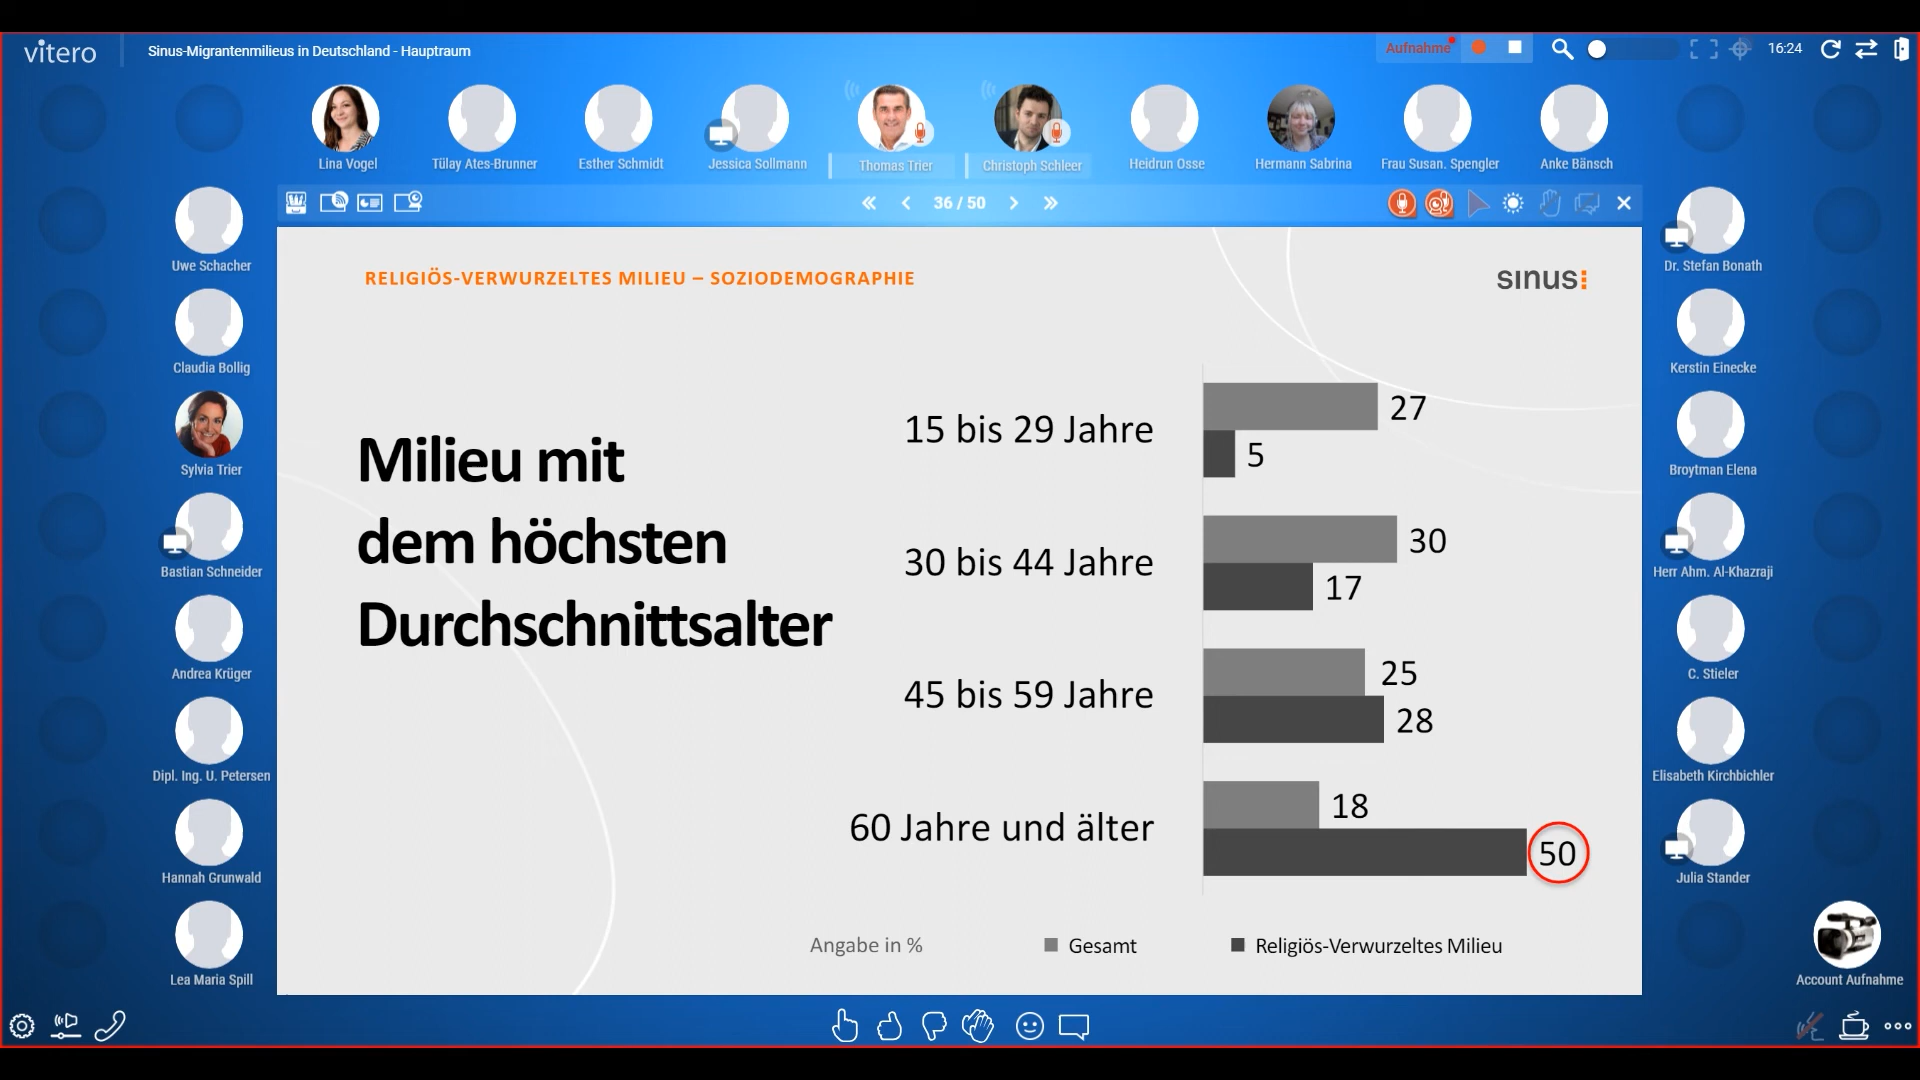 vitero
Sinus-Migrantenmilieus in Deutschland - Hauptraum
Aufnahme
16:24
Lina Vogel
Tülay Ates-Brunner
Esther Schmidt
Jessica Sollmann
Thomas Trier
Christoph Schleer
Heidrun Osse
Hermann Sabrina
Frau Susan. Spengler
Anke Bänsch
36 / 50
Uwe Schacher
Claudia Bollig
Sylvia Trier
Bastian Schneider
Andrea Krüger
Dipl. Ing. U. Petersen
Hannah Grunwald
Lea Maria Spill
RELIGIÖS-VERWURZELTES MILIEU – SOZIODEMOGRAPHIE
sinus:
Milieu mit
dem höchsten
Durchschnittsalter
15 bis 29 Jahre
27
5
30 bis 44 Jahre
30
17
45 bis 59 Jahre
25
28
60 Jahre und älter
18
50
Angabe in %
Gesamt
Religiös-Verwurzeltes Milieu
Dr. Stefan Bonath
Kerstin Einecke
Broytman Elena
Herr Ahm. Al-Khazraji
C. Stieler
Elisabeth Kirchbichler
Julia Stander
Account Aufnahme